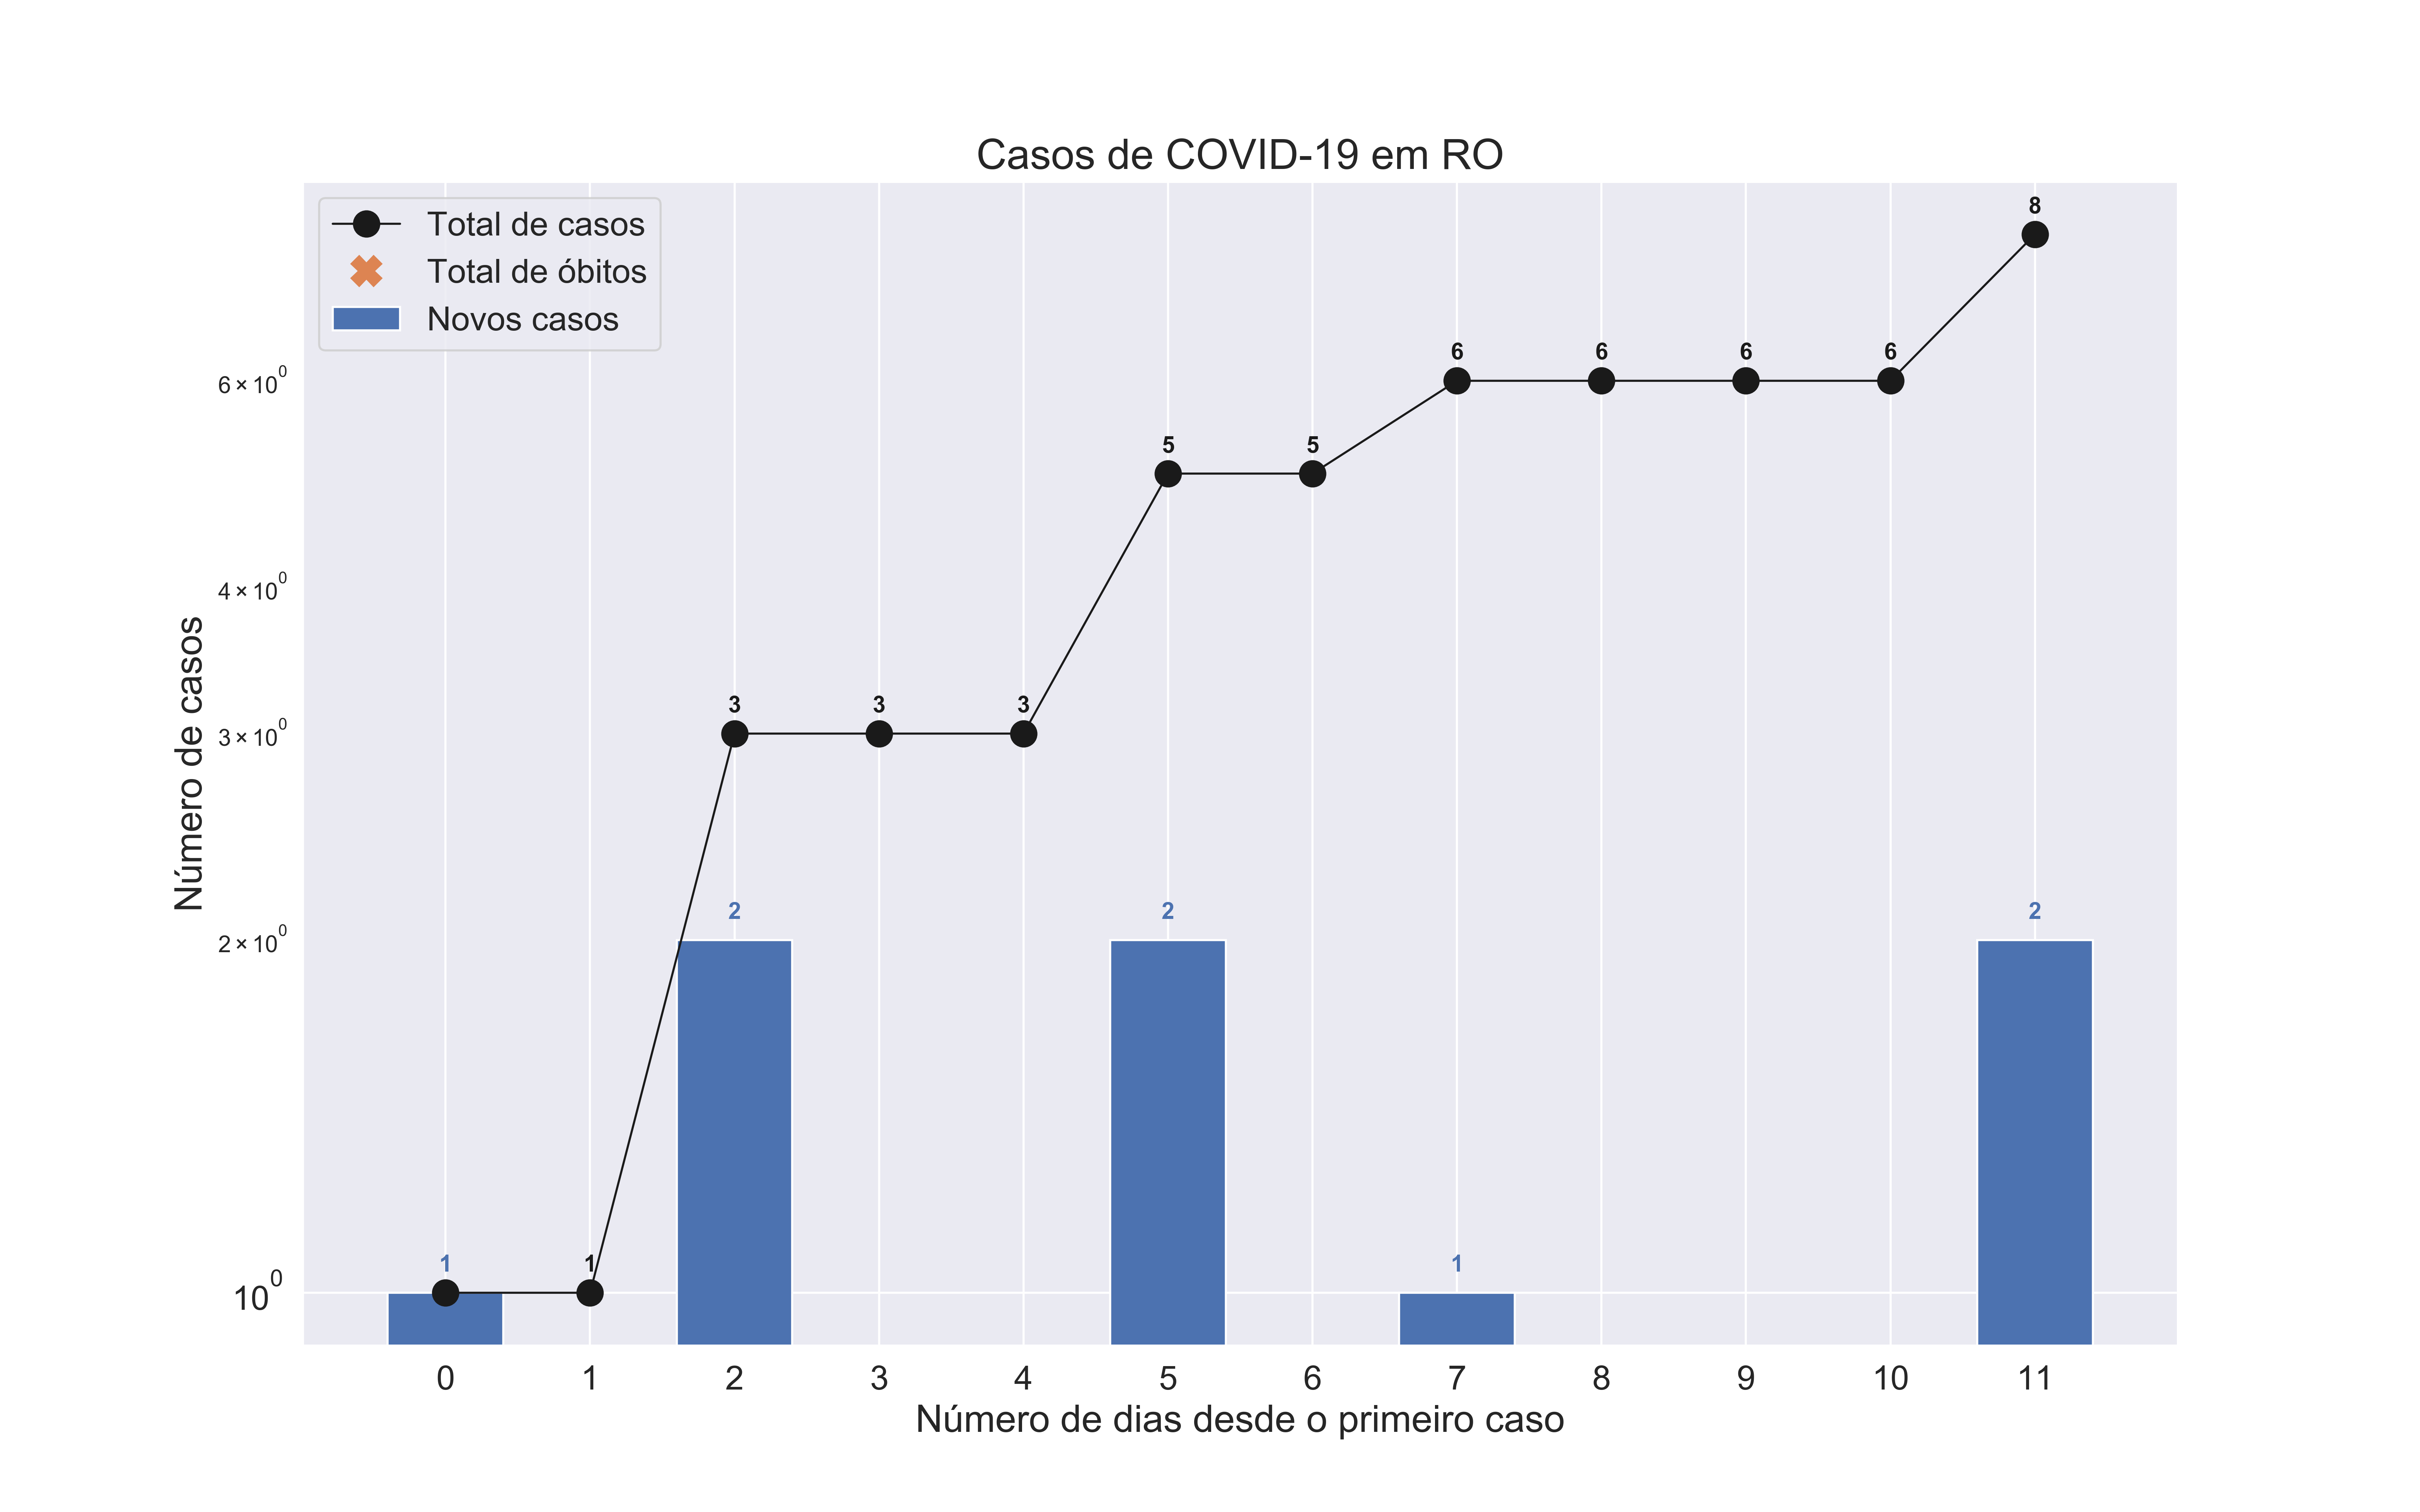 Casos de COVID-19 em RO
Total de casos
Total de óbitos
Novos casos
8
6 6 6 6
5 5
3 3 3
2 2 2
1 1 1
6 × 10⁰
4 × 10⁰
3 × 10⁰
2 × 10⁰
10⁰
Número de casos
0 1 2 3 4 5 6 7 8 9 10 11
Número de dias desde o primeiro caso